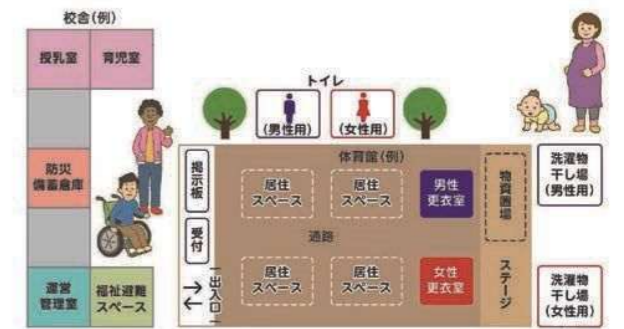 校舎(例)
授乳室
育児室
防災
備蓄倉庫
運営
管理室
福祉避難
スペース
トイレ
(男性用)
(女性用)
体育館(例)
掲示板
受付
出入口
居住
スペース
居住
スペース
男性
更衣室
物資置場
通路
居住
スペース
居住
スペース
女性
更衣室
ステージ
洗濯物
干し場
(男性用)
洗濯物
干し場
(女性用)